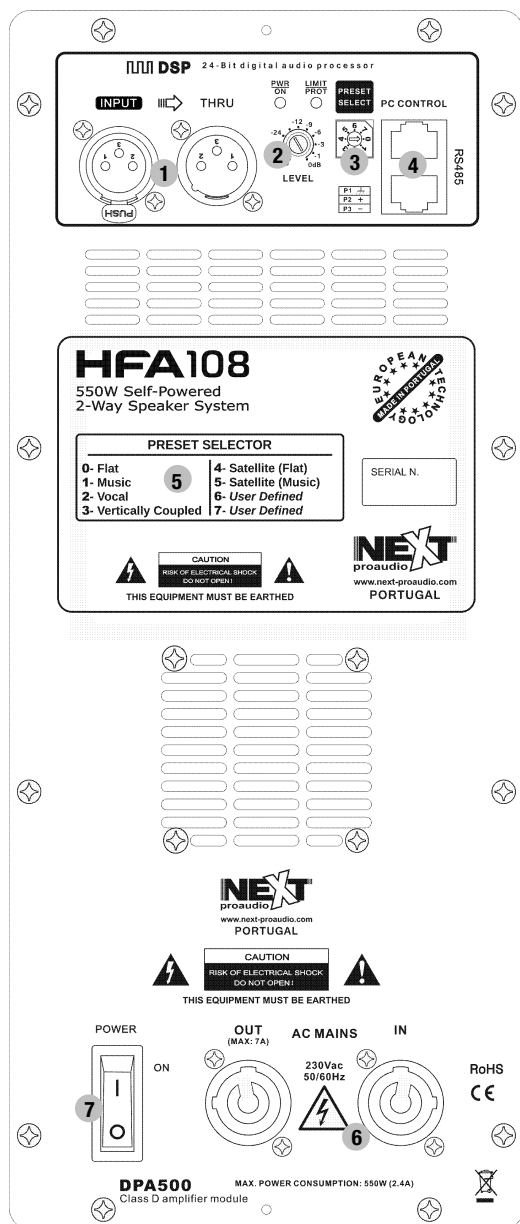 DSP 24-Bit digital audio processor
INPUT THRU
PWR ON
LIMIT PROT
PRESET SELECT
PC CONTROL
RS485
-24 -12 -9 -6 -3 -1 0dB
LEVEL
3 1 2
3 2 1
PUSH
P1
P2 +
P3 −
1
2
3
4
HFA108
550W Self-Powered
2-Way Speaker System
EUROPEAN TECHNOLOGY
MADE IN PORTUGAL
PRESET SELECTOR
0- Flat
1- Music
2- Vocal
3- Vertically Coupled
4- Satellite (Flat)
5- Satellite (Music)
6- User Defined
7- User Defined
5
SERIAL N.
CAUTION
RISK OF ELECTRICAL SHOCK
DO NOT OPEN!
THIS EQUIPMENT MUST BE EARTHED
NEXT
proaudio
www.next-proaudio.com
PORTUGAL
NEXT
proaudio
www.next-proaudio.com
PORTUGAL
CAUTION
RISK OF ELECTRICAL SHOCK
DO NOT OPEN!
THIS EQUIPMENT MUST BE EARTHED
POWER
ON
I
O
7
OUT
(MAX: 7A)
AC MAINS
IN
230Vac
50/60Hz
6
RoHS
CE
DPA500
Class D amplifier module
MAX. POWER CONSUMPTION: 550W (2.4A)